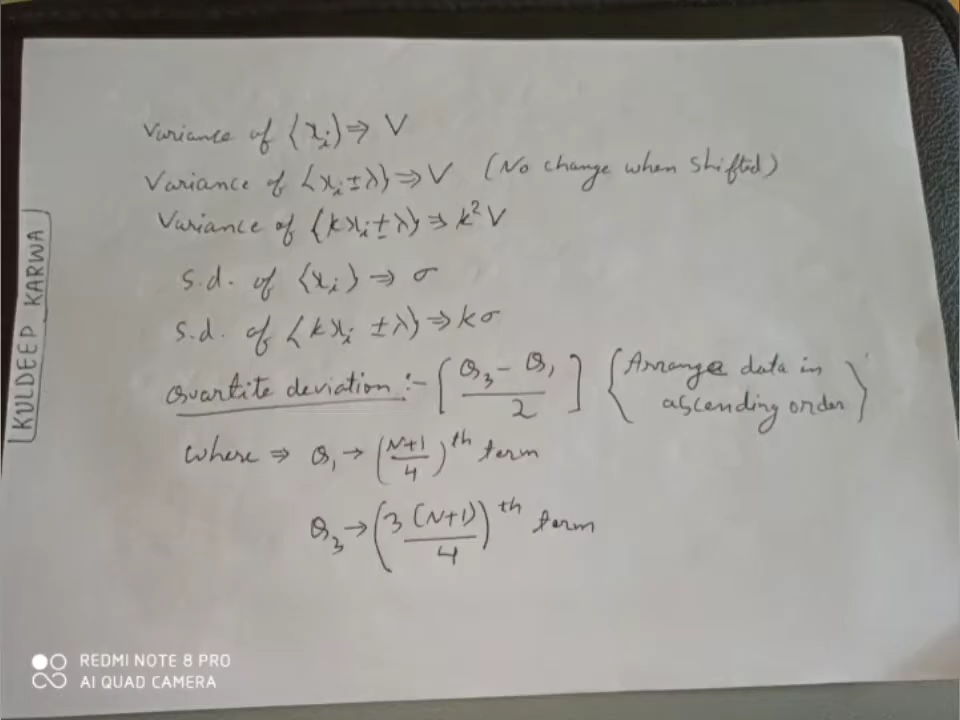 Variance of {xᵢ} ⇒ V
Variance of {xᵢ ± λ} ⇒ V (No change when shifted)
Variance of {kxᵢ ± λ} ⇒ k² V
s.d. of {xᵢ} ⇒ σ
s.d. of {kxᵢ ± λ} ⇒ kσ
Quartite deviation :- [(Q₃ - Q₁)/2] {Arrange data in
ascending order}
where ⇒ Q₁ → ((N+1)/4)ᵗʰ term
Q₃ → (3(N+1)/4)ᵗʰ term
KULDEEP KARWA
REDMI NOTE 8 PRO
AI QUAD CAMERA